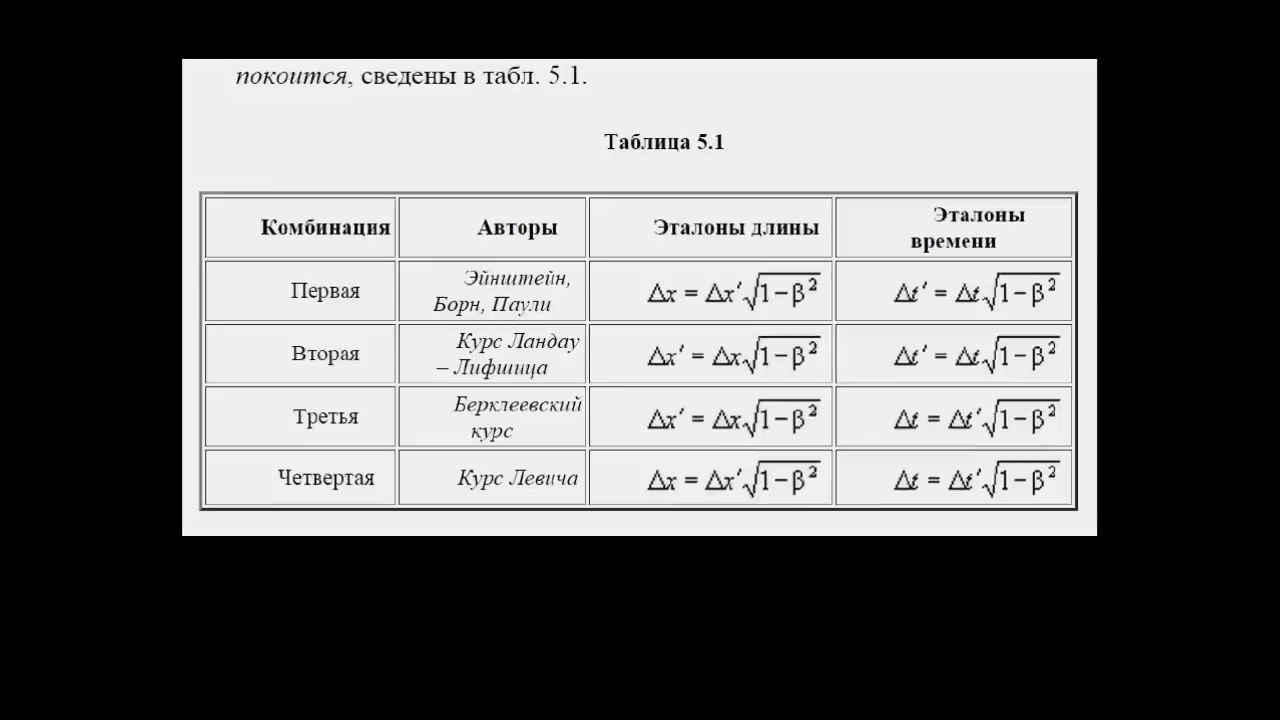 покоится, сведены в табл. 5.1.
Таблица 5.1
Комбинация Авторы Эталоны длины Эталоны времени
Первая Эйнштейн, Борн, Паули Δx = Δx′√1−β² Δt′ = Δt√1−β²
Вторая Курс Ландау – Лифшица Δx′ = Δx√1−β² Δt′ = Δt√1−β²
Третья Берклеевский курс Δx′ = Δx√1−β² Δt = Δt′√1−β²
Четвертая Курс Левича Δx = Δx′√1−β² Δt = Δt′√1−β²